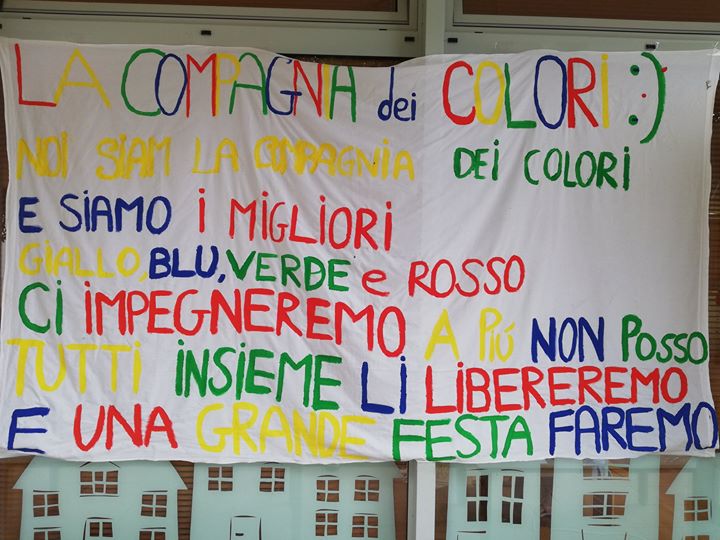 LA COMPAGNIA dei COLORI :)
NOI SIAM LA COMPAGNIA DEI COLORI
E SIAMO I MIGLIORI
GIALLO, BLU, VERDE e ROSSO
CI IMPEGNEREMO A PIÚ NON POSSO
TUTTI INSIEME LI LIBEREREMO
E UNA GRANDE FESTA FAREMO